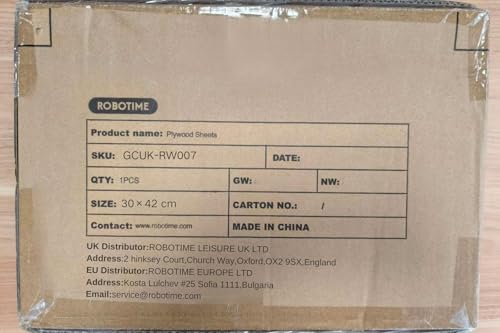 ROBOTIME
Product name: Plywood Sheets
SKU: GCUK-RW007 DATE:
QTY: 1PCS GW: NW:
SIZE: 30 × 42 cm CARTON NO.: /
Contact: www.robotime.com MADE IN CHINA
UK Distributor:ROBOTIME LEISURE UK LTD
Address:2 hinksey Court,Church Way,Oxford,OX2 9SX,England
EU Distributor:ROBOTIME EUROPE LTD
Address:Kosta Lulchev #25 Sofia 1111,Bulgaria
Email:service@robotime.com